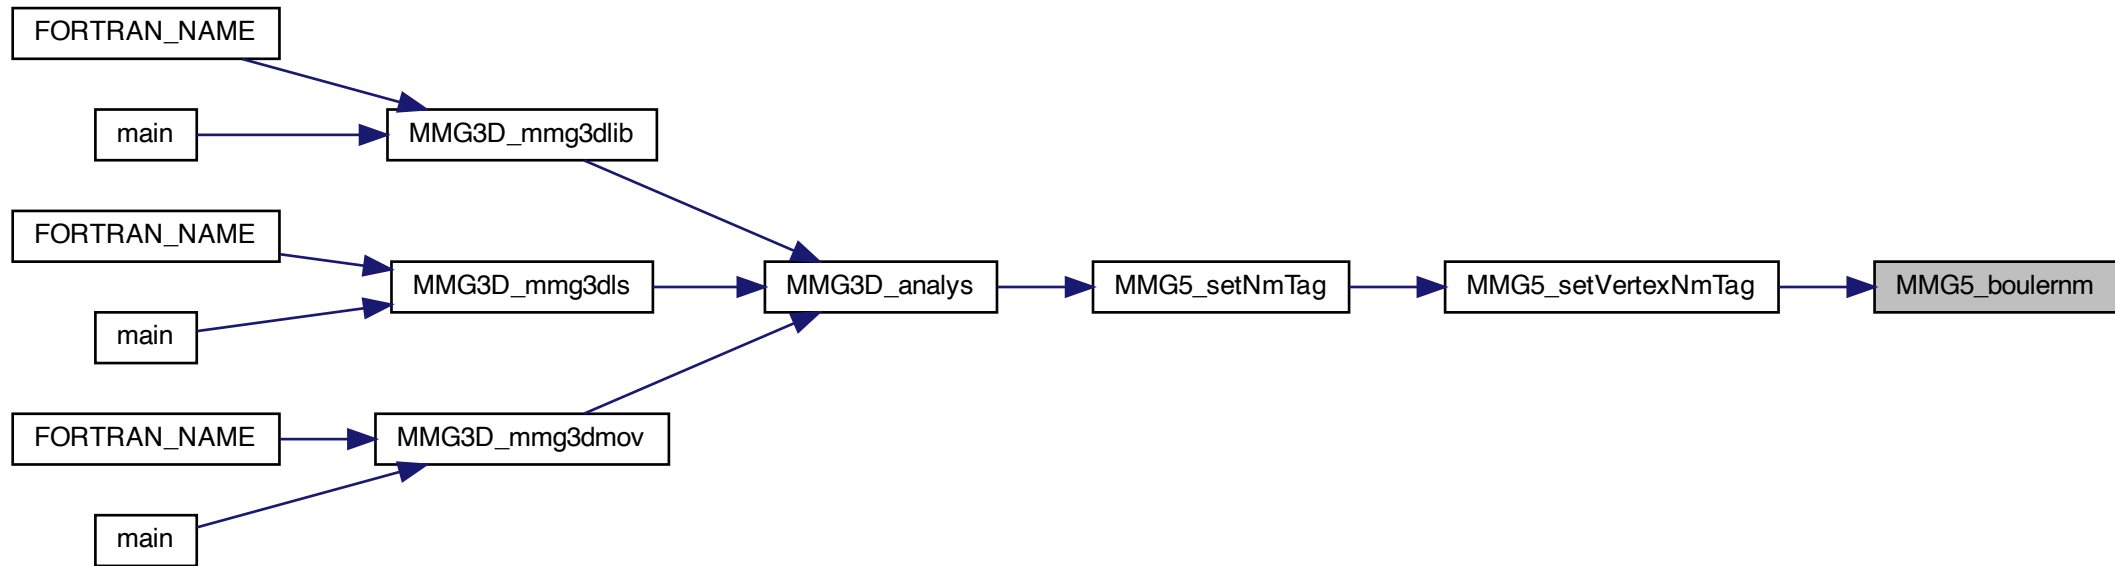 FORTRAN_NAME
main
MMG3D_mmg3dlib
FORTRAN_NAME
main
MMG3D_mmg3dls
MMG3D_analys
MMG5_setNmTag
MMG5_setVertexNmTag
MMG5_boulernm
FORTRAN_NAME
MMG3D_mmg3dmov
main